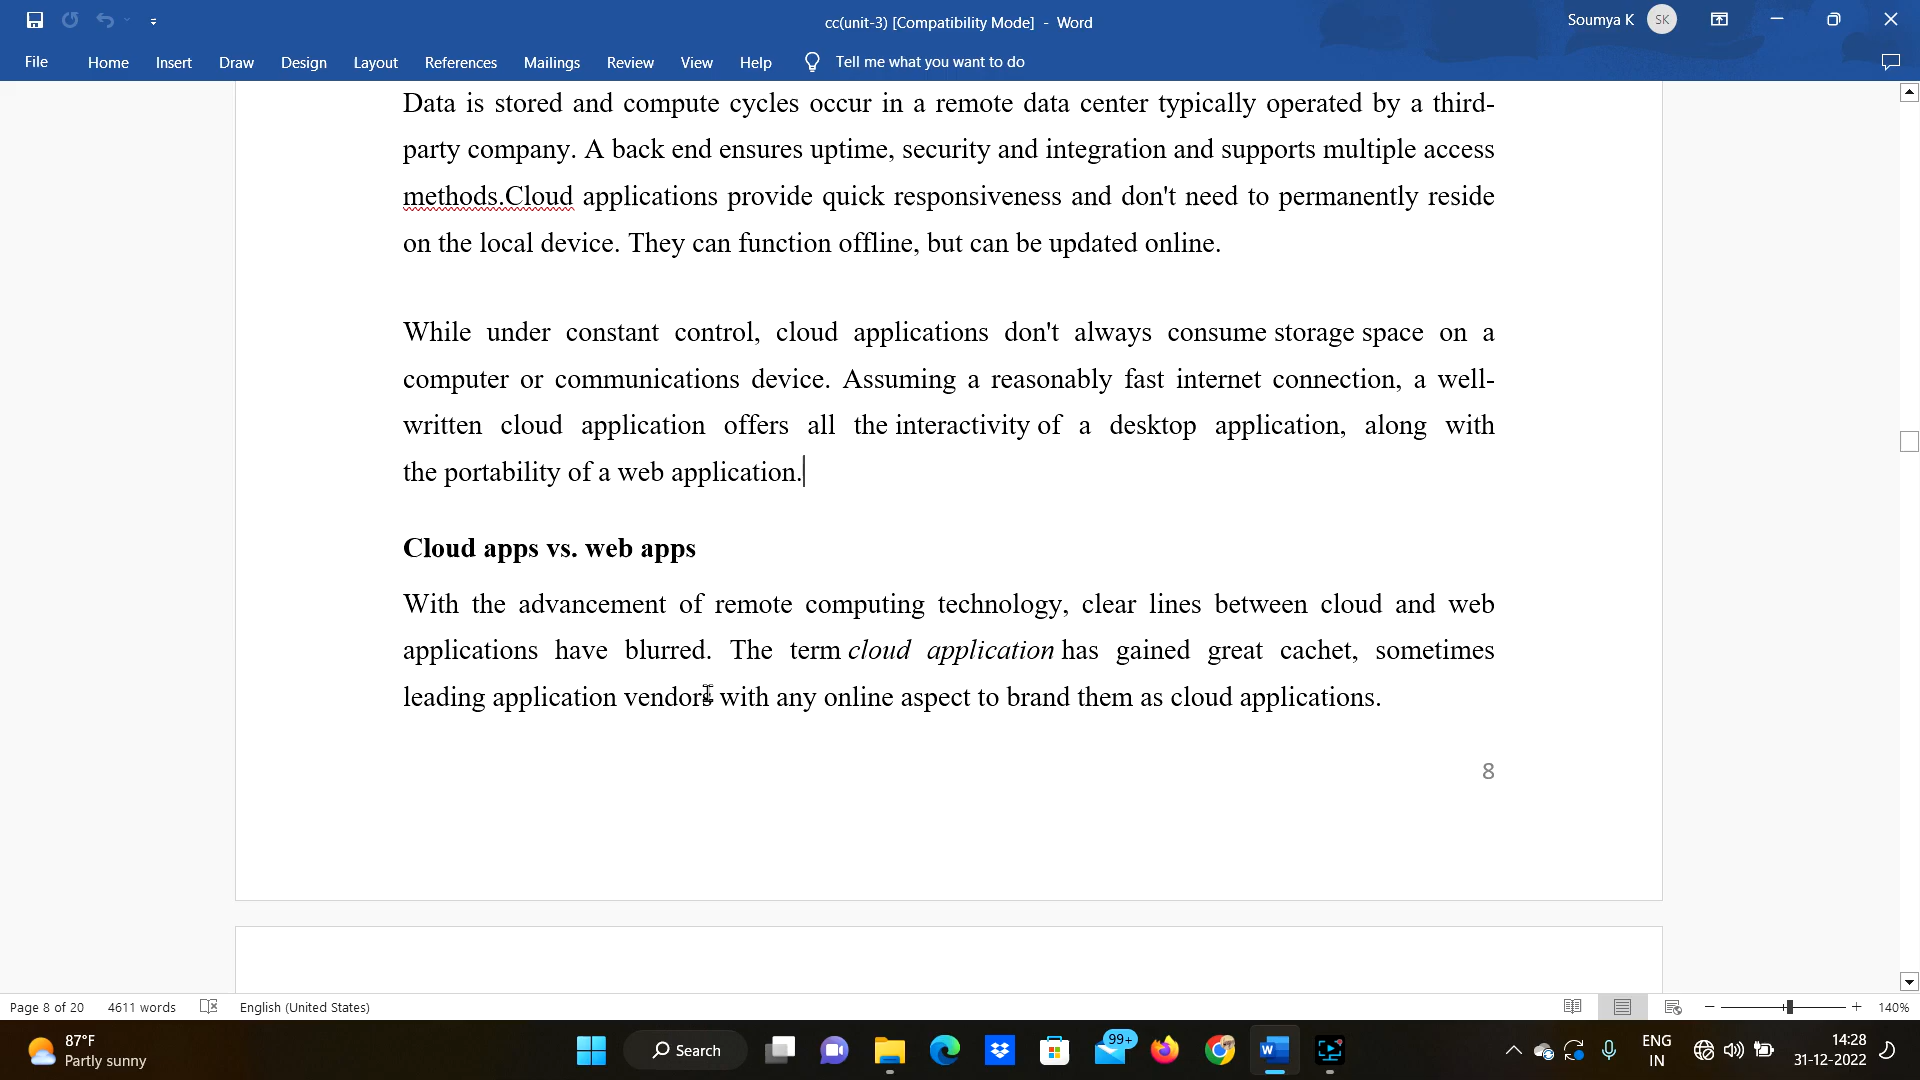 cc(unit-3) [Compatibility Mode] - Word
Soumya K
SK
File Home Insert Draw Design Layout References Mailings Review View Help Tell me what you want to do
Data is stored and compute cycles occur in a remote data center typically operated by a third-
party company. A back end ensures uptime, security and integration and supports multiple access
methods.Cloud applications provide quick responsiveness and don't need to permanently reside
on the local device. They can function offline, but can be updated online.
While under constant control, cloud applications don't always consume storage space on a
computer or communications device. Assuming a reasonably fast internet connection, a well-
written cloud application offers all the interactivity of a desktop application, along with
the portability of a web application.
Cloud apps vs. web apps
With the advancement of remote computing technology, clear lines between cloud and web
applications have blurred. The term cloud application has gained great cachet, sometimes
leading application vendors with any online aspect to brand them as cloud applications.
8
Page 8 of 20 4611 words English (United States) 140%
87°F
Partly sunny
Search
99+
ENG
IN
14:28
31-12-2022